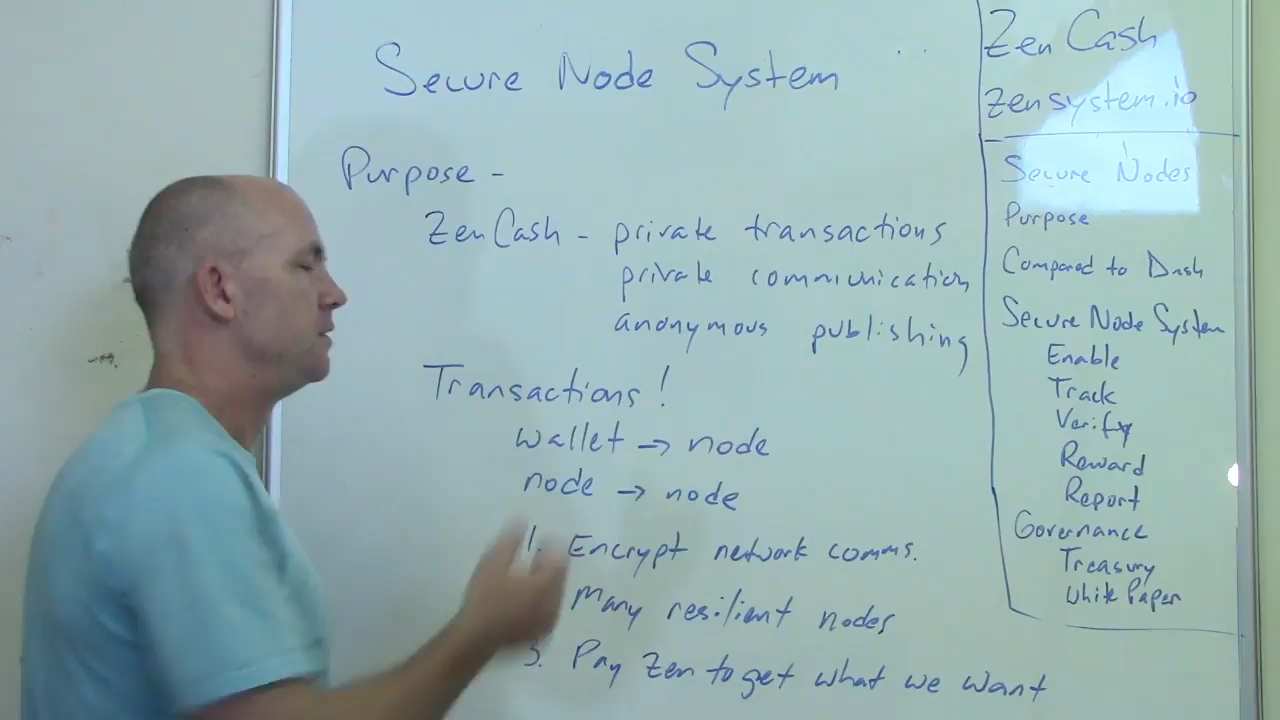 Secure Node System
Purpose -
ZenCash - private transactions
private communication
anonymous publishing
Transactions!
wallet → node
node → node
1. Encrypt network comms.
Many resilient nodes
3. Pay Zen to get what we want
ZenCash
zensystem.io
Secure Nodes
Purpose
Compared to Dash
Secure Node System
Enable
Track
Verify
Reward
Report
Governance
Treasury
White Paper